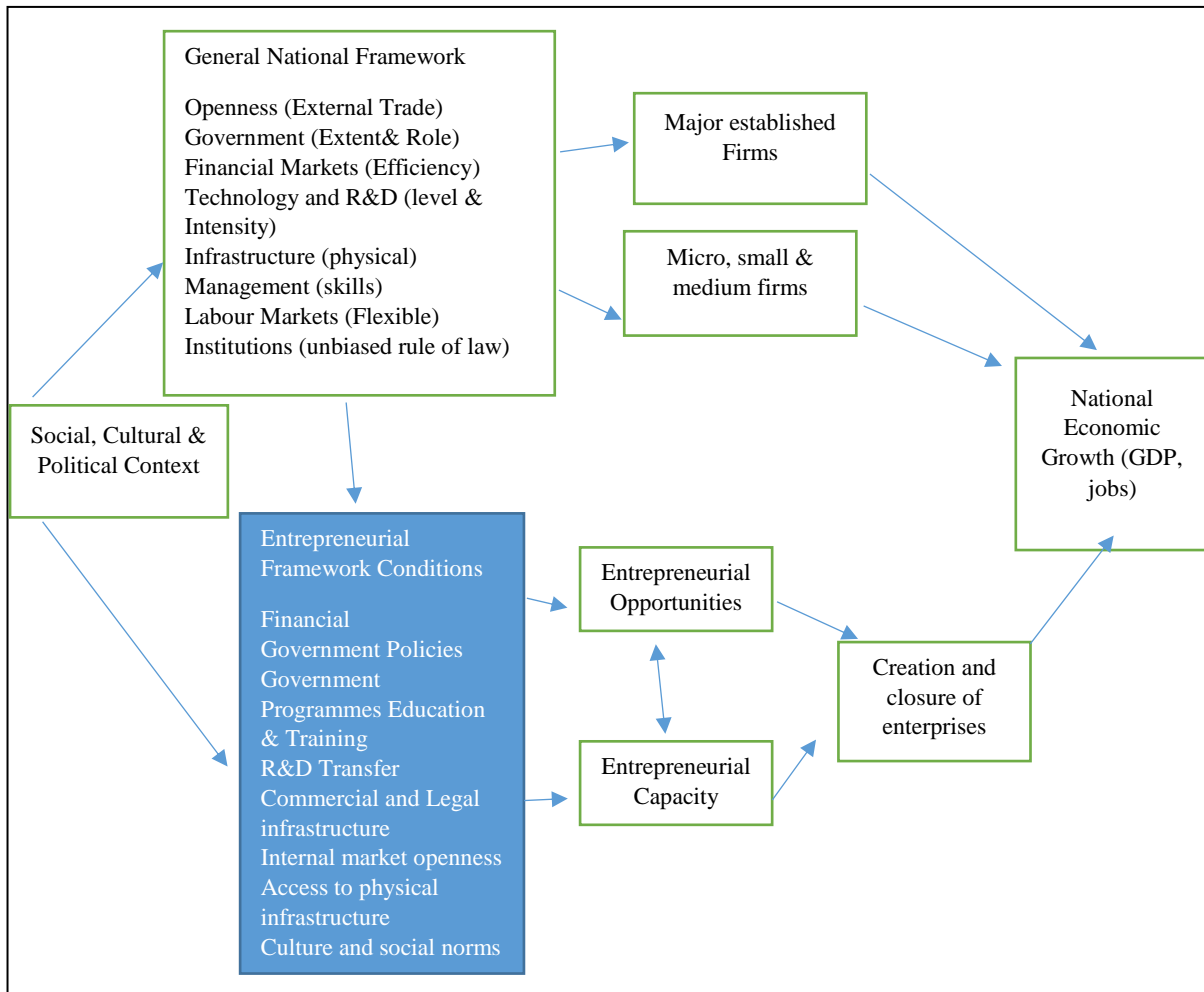 General National Framework
Openness (External Trade)
Government (Extent& Role)
Financial Markets (Efficiency)
Technology and R&D (level &
Intensity)
Infrastructure (physical)
Management (skills)
Labour Markets (Flexible)
Institutions (unbiased rule of law)
Major established
Firms
Micro, small &
medium firms
Social, Cultural &
Political Context
National
Economic
Growth (GDP,
jobs)
Entrepreneurial
Framework Conditions
Financial
Government Policies
Government
Programmes Education
& Training
R&D Transfer
Commercial and Legal
infrastructure
Internal market openness
Access to physical
infrastructure
Culture and social norms
Entrepreneurial
Opportunities
Entrepreneurial
Capacity
Creation and
closure of
enterprises